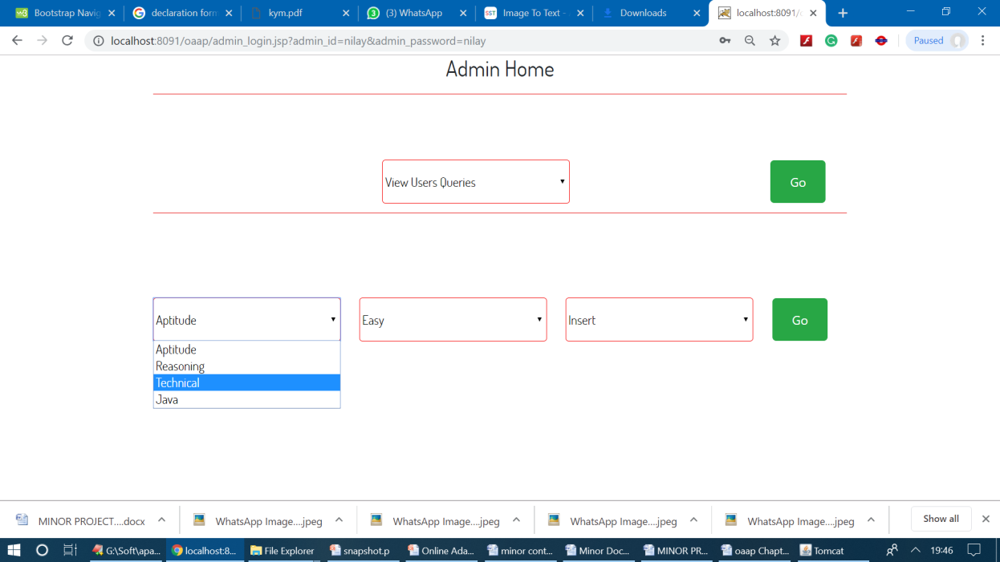 Bootstrap Navig
declaration form
kym.pdf
(3) WhatsApp
Image To Text -
Downloads
localhost:8091/
localhost:8091/oaap/admin_login.jsp?admin_id=nilay&admin_password=nilay
Paused
Admin Home
View Users Queries
Go
Aptitude
Easy
Insert
Go
Aptitude
Reasoning
Technical
Java
MINOR PROJECT....docx
WhatsApp Image....jpeg
WhatsApp Image....jpeg
WhatsApp Image....jpeg
WhatsApp Image....jpeg
Show all
G:\Soft\apa...
localhost:8...
File Explorer
snapshot.p
Online Ada...
minor cont...
Minor Doc...
MINOR PR...
oaap Chapt...
Tomcat
19:46